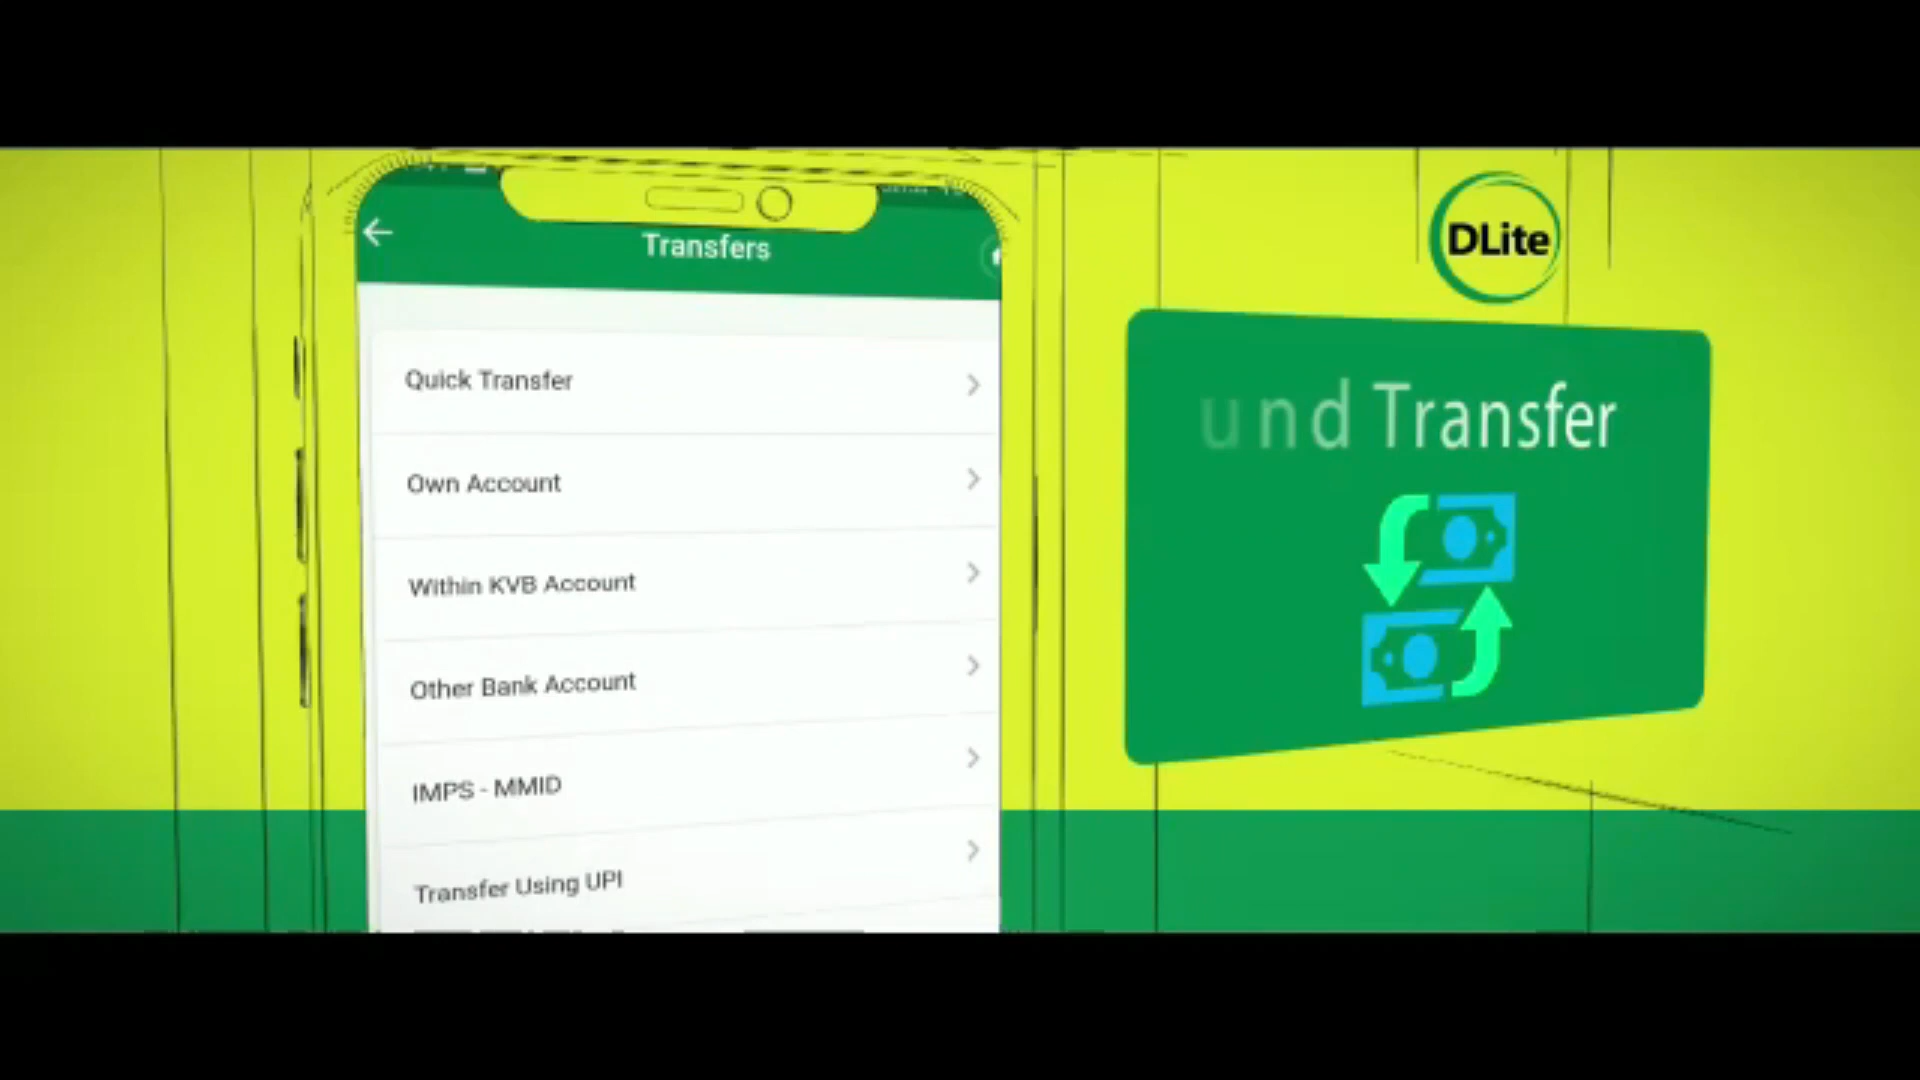 Transfers
Quick Transfer
Own Account
Within KVB Account
Other Bank Account
IMPS - MMID
Transfer Using UPI
DLite
und Transfer